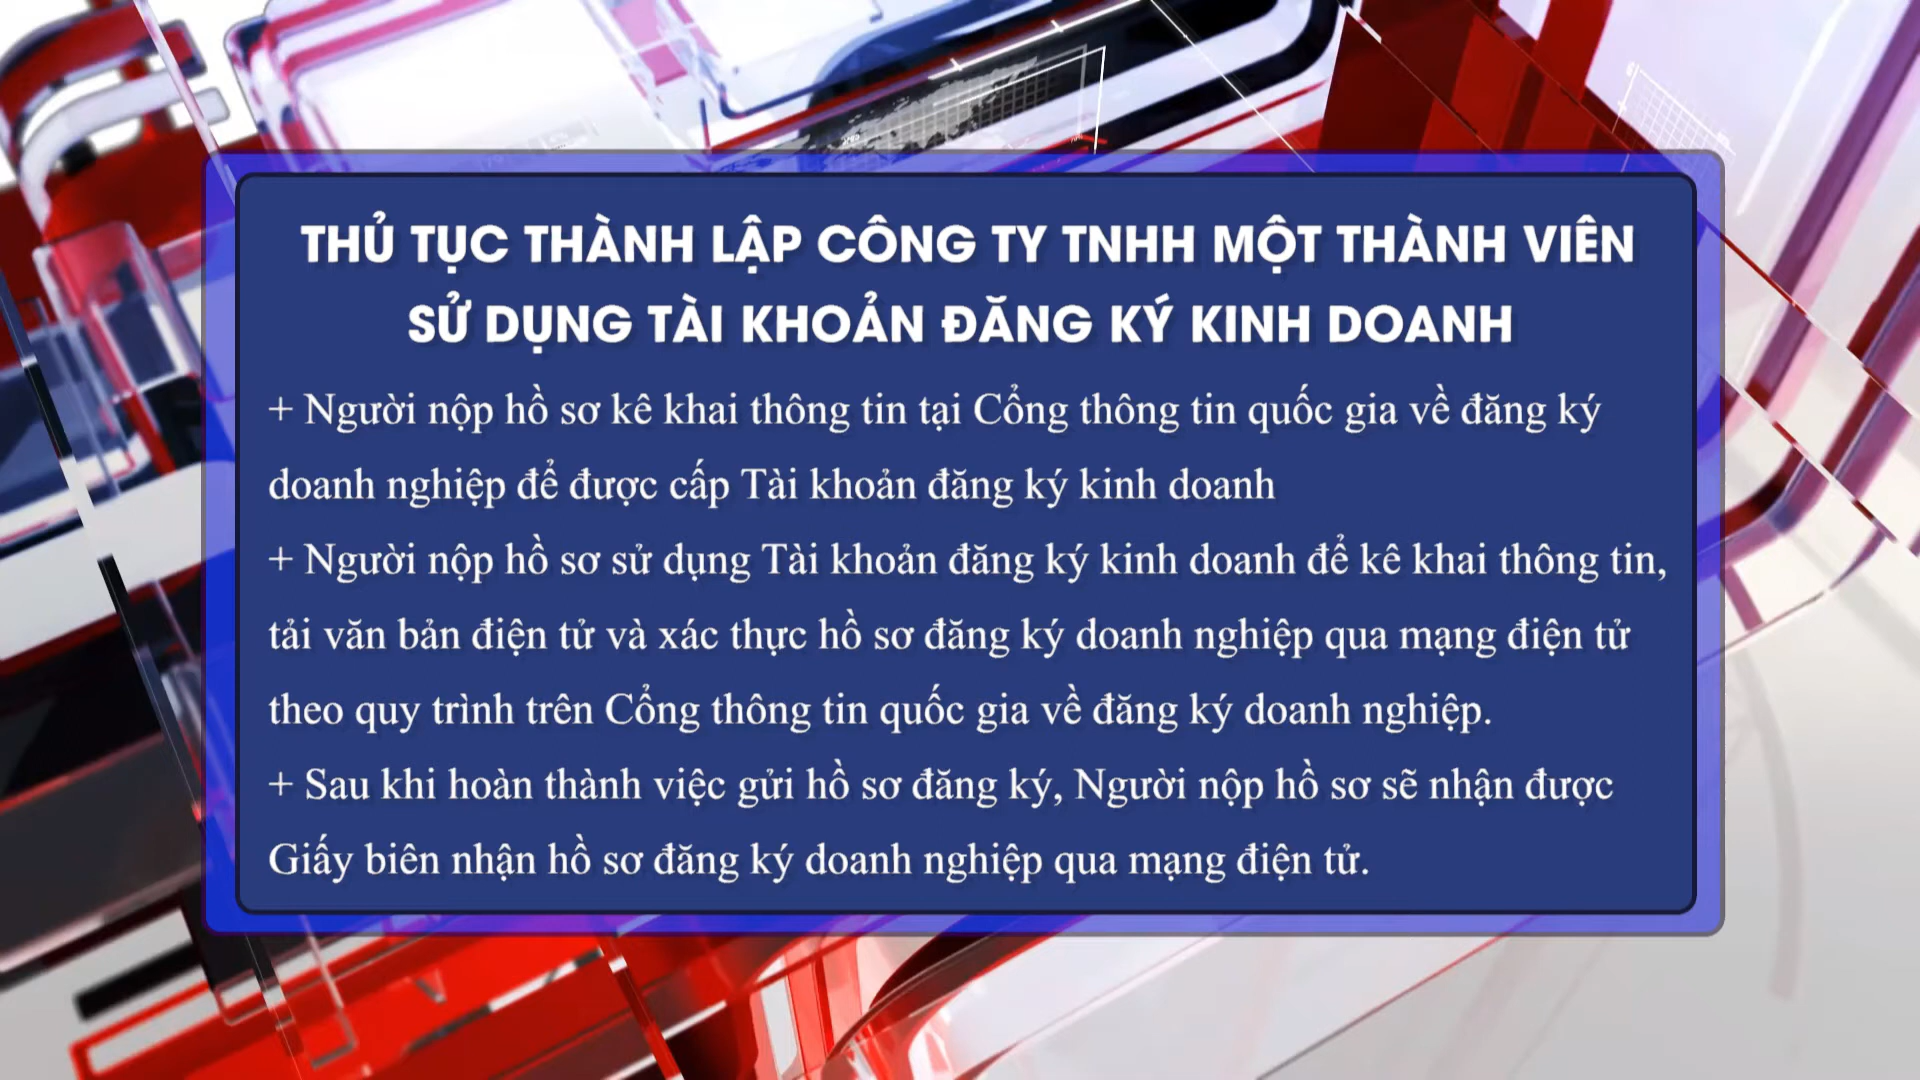 THỦ TỤC THÀNH LẬP CÔNG TY TNHH MỘT THÀNH VIÊN
SỬ DỤNG TÀI KHOẢN ĐĂNG KÝ KINH DOANH
+ Người nộp hồ sơ kê khai thông tin tại Cổng thông tin quốc gia về đăng ký
doanh nghiệp để được cấp Tài khoản đăng ký kinh doanh
+ Người nộp hồ sơ sử dụng Tài khoản đăng ký kinh doanh để kê khai thông tin,
tải văn bản điện tử và xác thực hồ sơ đăng ký doanh nghiệp qua mạng điện tử
theo quy trình trên Cổng thông tin quốc gia về đăng ký doanh nghiệp.
+ Sau khi hoàn thành việc gửi hồ sơ đăng ký, Người nộp hồ sơ sẽ nhận được
Giấy biên nhận hồ sơ đăng ký doanh nghiệp qua mạng điện tử.